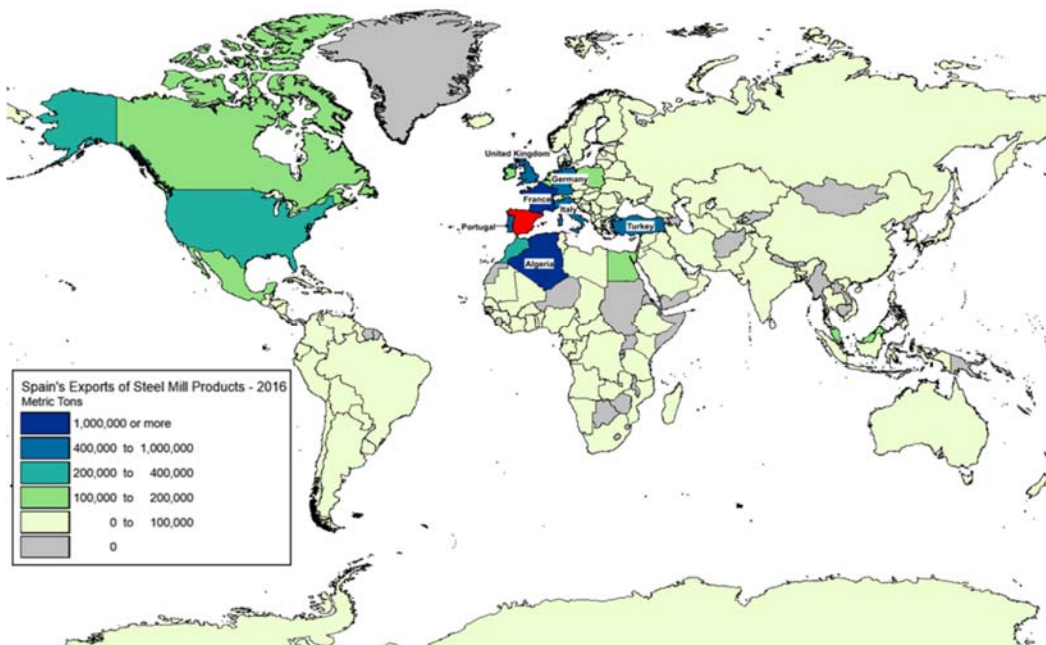 United Kingdom
Germany
France
Italy
Portugal
Turkey
Algeria
Spain's Exports of Steel Mill Products - 2016
Metric Tons
1,000,000 or more
400,000 to 1,000,000
200,000 to 400,000
100,000 to 200,000
0 to 100,000
0